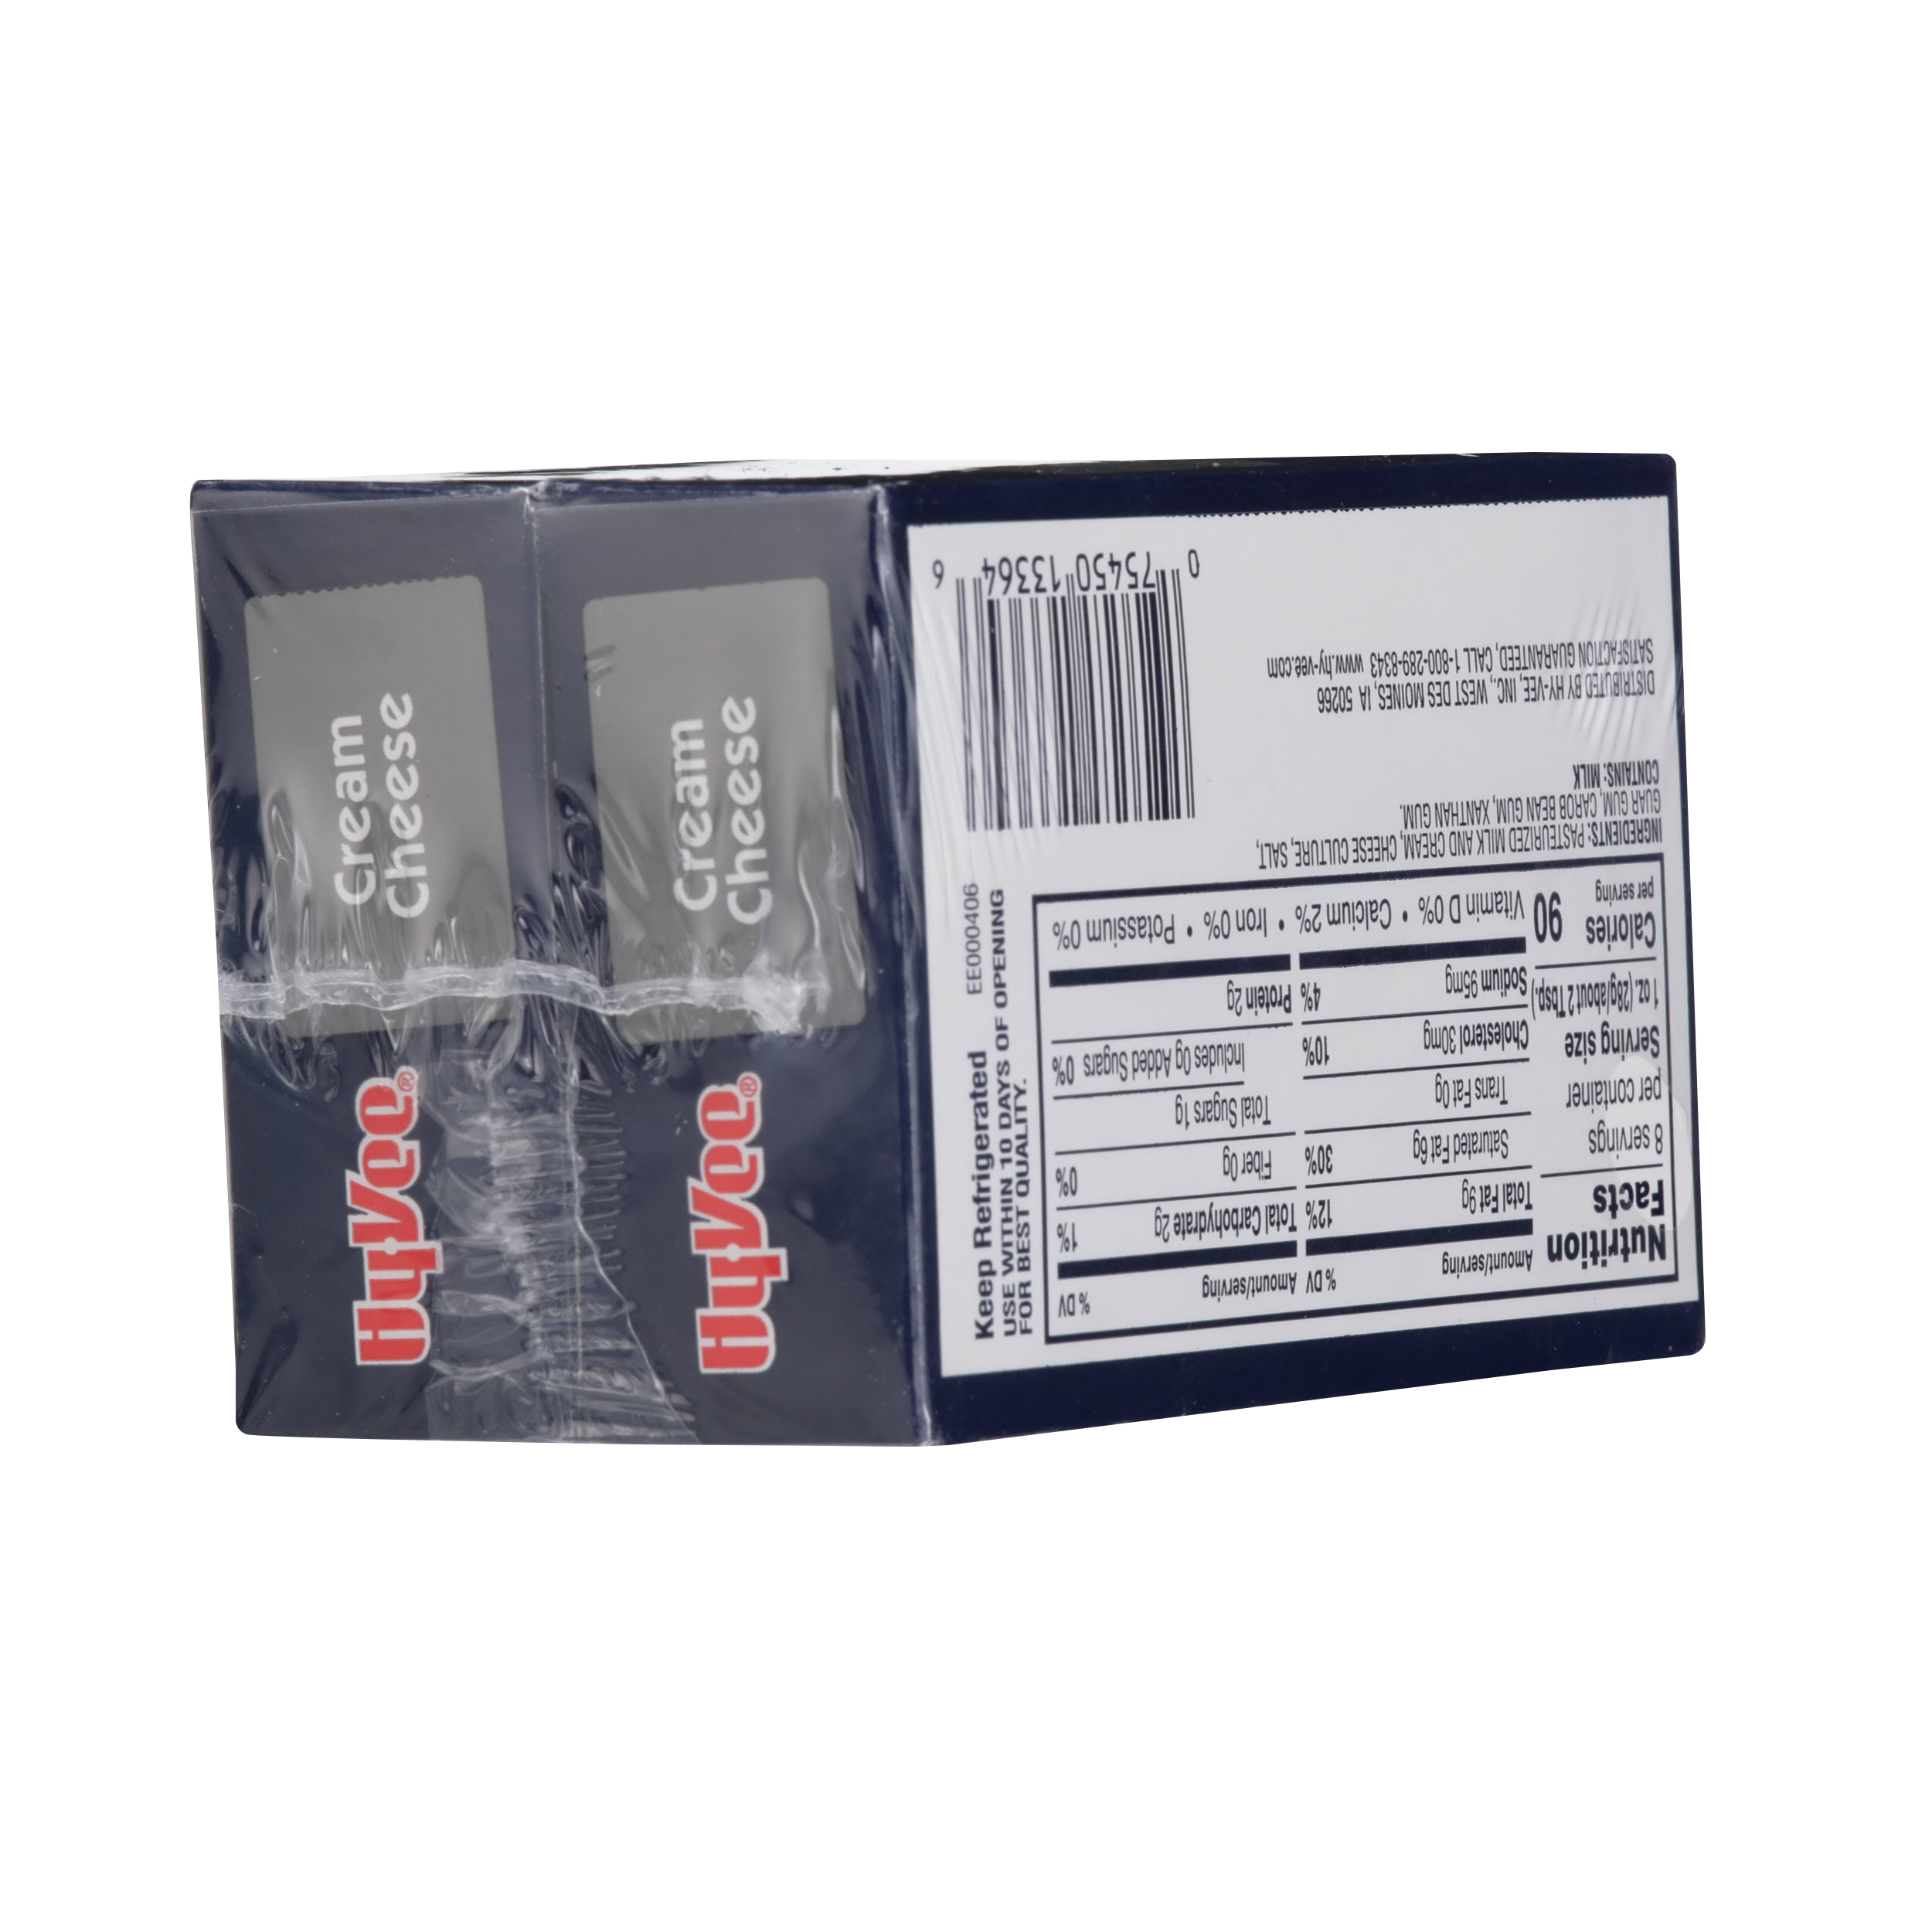 HyVee®
Cream
Cheese
HyVee®
Cream
Cheese
Keep Refrigerated EE000406
USE WITHIN 10 DAYS OF OPENING
FOR BEST QUALITY.
Nutrition
Facts
8 servings
per container
Serving size
1 oz. (28g/about 2 Tbsp.)
Calories 90
per serving
Amount/serving % DV
Total Fat 9g 12%
Saturated Fat 6g 30%
Trans Fat 0g
Cholesterol 30mg 10%
Sodium 95mg 4%
Amount/serving % DV
Total Carbohydrate 2g 1%
Fiber 0g 0%
Total Sugars 1g
Includes 0g Added Sugars 0%
Protein 2g
Vitamin D 0% • Calcium 2% • Iron 0% • Potassium 0%
INGREDIENTS: PASTEURIZED MILK AND CREAM, CHEESE CULTURE, SALT,
GUAR GUM, CAROB BEAN GUM, XANTHAN GUM.
CONTAINS: MILK
DISTRIBUTED BY HY-VEE, INC., WEST DES MOINES, IA 50266
SATISFACTION GUARANTEED, CALL 1-800-289-8343 www.hy-vee.com
0 75450 13364 6